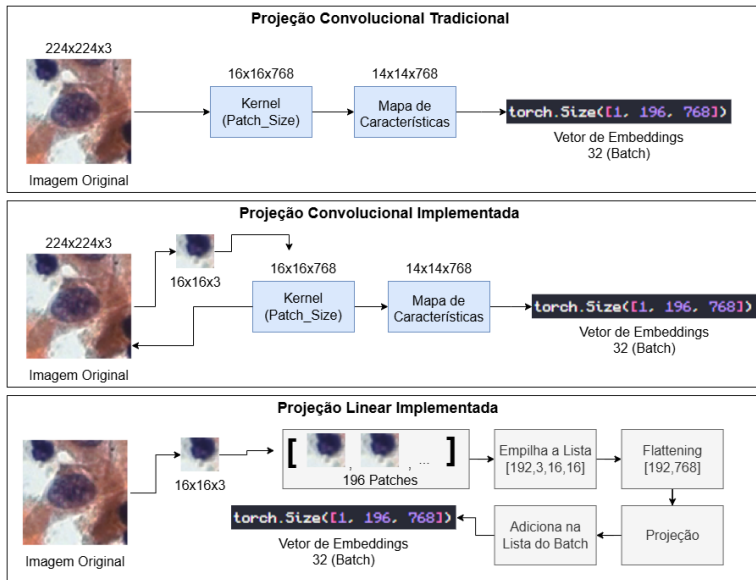 Projeção Convolucional Tradicional
224x224x3
16x16x768
14x14x768
Kernel
(Patch_Size)
Mapa de
Características
torch.Size([1, 196, 768])
Vetor de Embeddings
32 (Batch)
Imagem Original
Projeção Convolucional Implementada
224x224x3
16x16x3
16x16x768
14x14x768
Kernel
(Patch_Size)
Mapa de
Características
torch.Size([1, 196, 768])
Vetor de Embeddings
32 (Batch)
Imagem Original
Projeção Linear Implementada
16x16x3
[ , , ... ]
196 Patches
Empilha a Lista
[192,3,16,16]
Flattening
[192,768]
torch.Size([1, 196, 768])
Vetor de Embeddings
32 (Batch)
Adiciona na
Lista do Batch
Projeção
Imagem Original